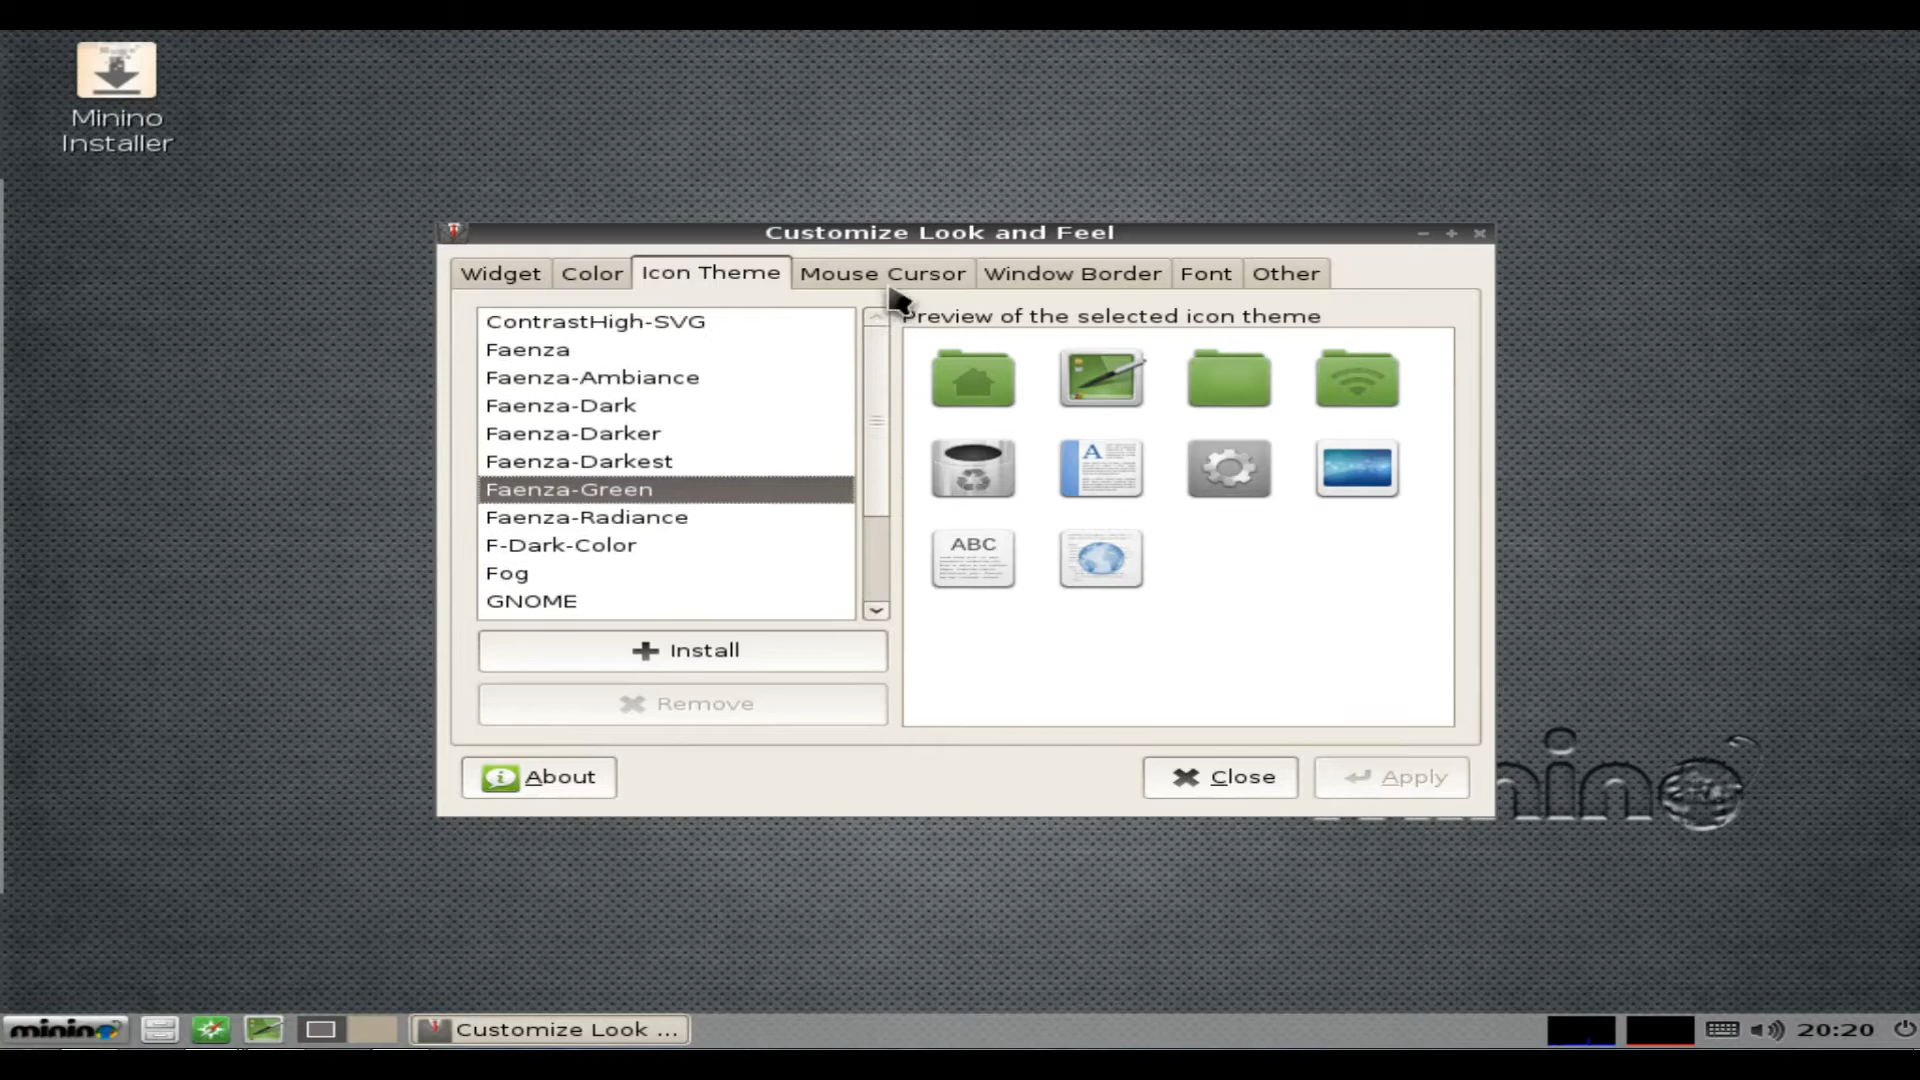 Minino
Installer
Customize Look and Feel
Widget Color Icon Theme Mouse Cursor Window Border Font Other
ContrastHigh-SVG
Faenza
Faenza-Ambiance
Faenza-Dark
Faenza-Darker
Faenza-Darkest
Faenza-Green
Faenza-Radiance
F-Dark-Color
Fog
GNOME
Install
Remove
Preview of the selected icon theme
A
ABC
About
Close
Apply
minino
Customize Look ...
20:20